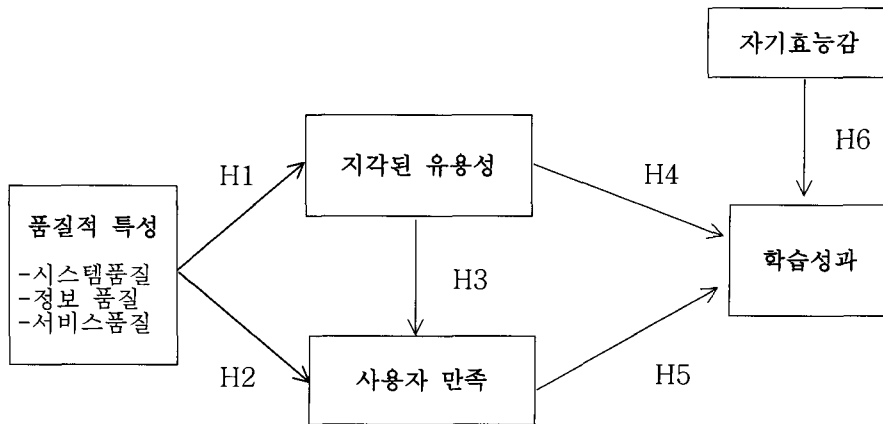 자기효능감
H6
지각된 유용성
H1
H4
품질적 특성
-시스템품질
-정보 품질
-서비스품질
학습성과
H3
H2
사용자 만족
H5